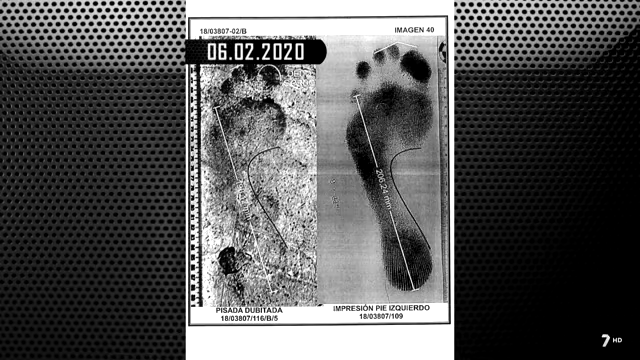 18/03807-02/B
IMAGEN 40
06.02.2020
206,24 mm
PISADA DUBITADA
18/03807/116/B/5
IMPRESIÓN PIE IZQUIERDO
18/03807/109
7 HD